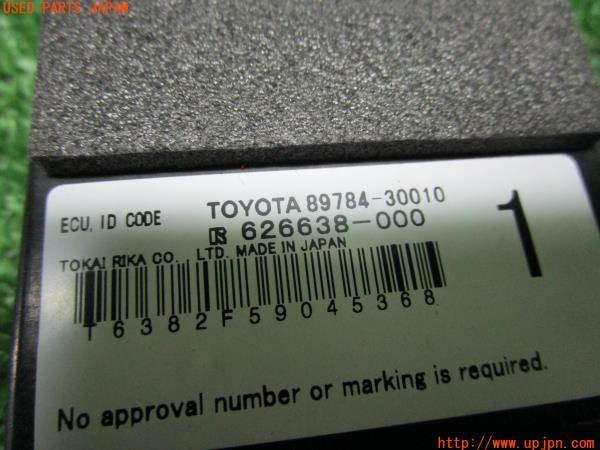 USED PARTS JAPAN
ECU, ID CODE TOYOTA 89784-30010
626638-000
TOKAI RIKA CO., LTD. MADE IN JAPAN
1
T6382F59045368
No approval number or marking is required.
http://www.upjpn.com